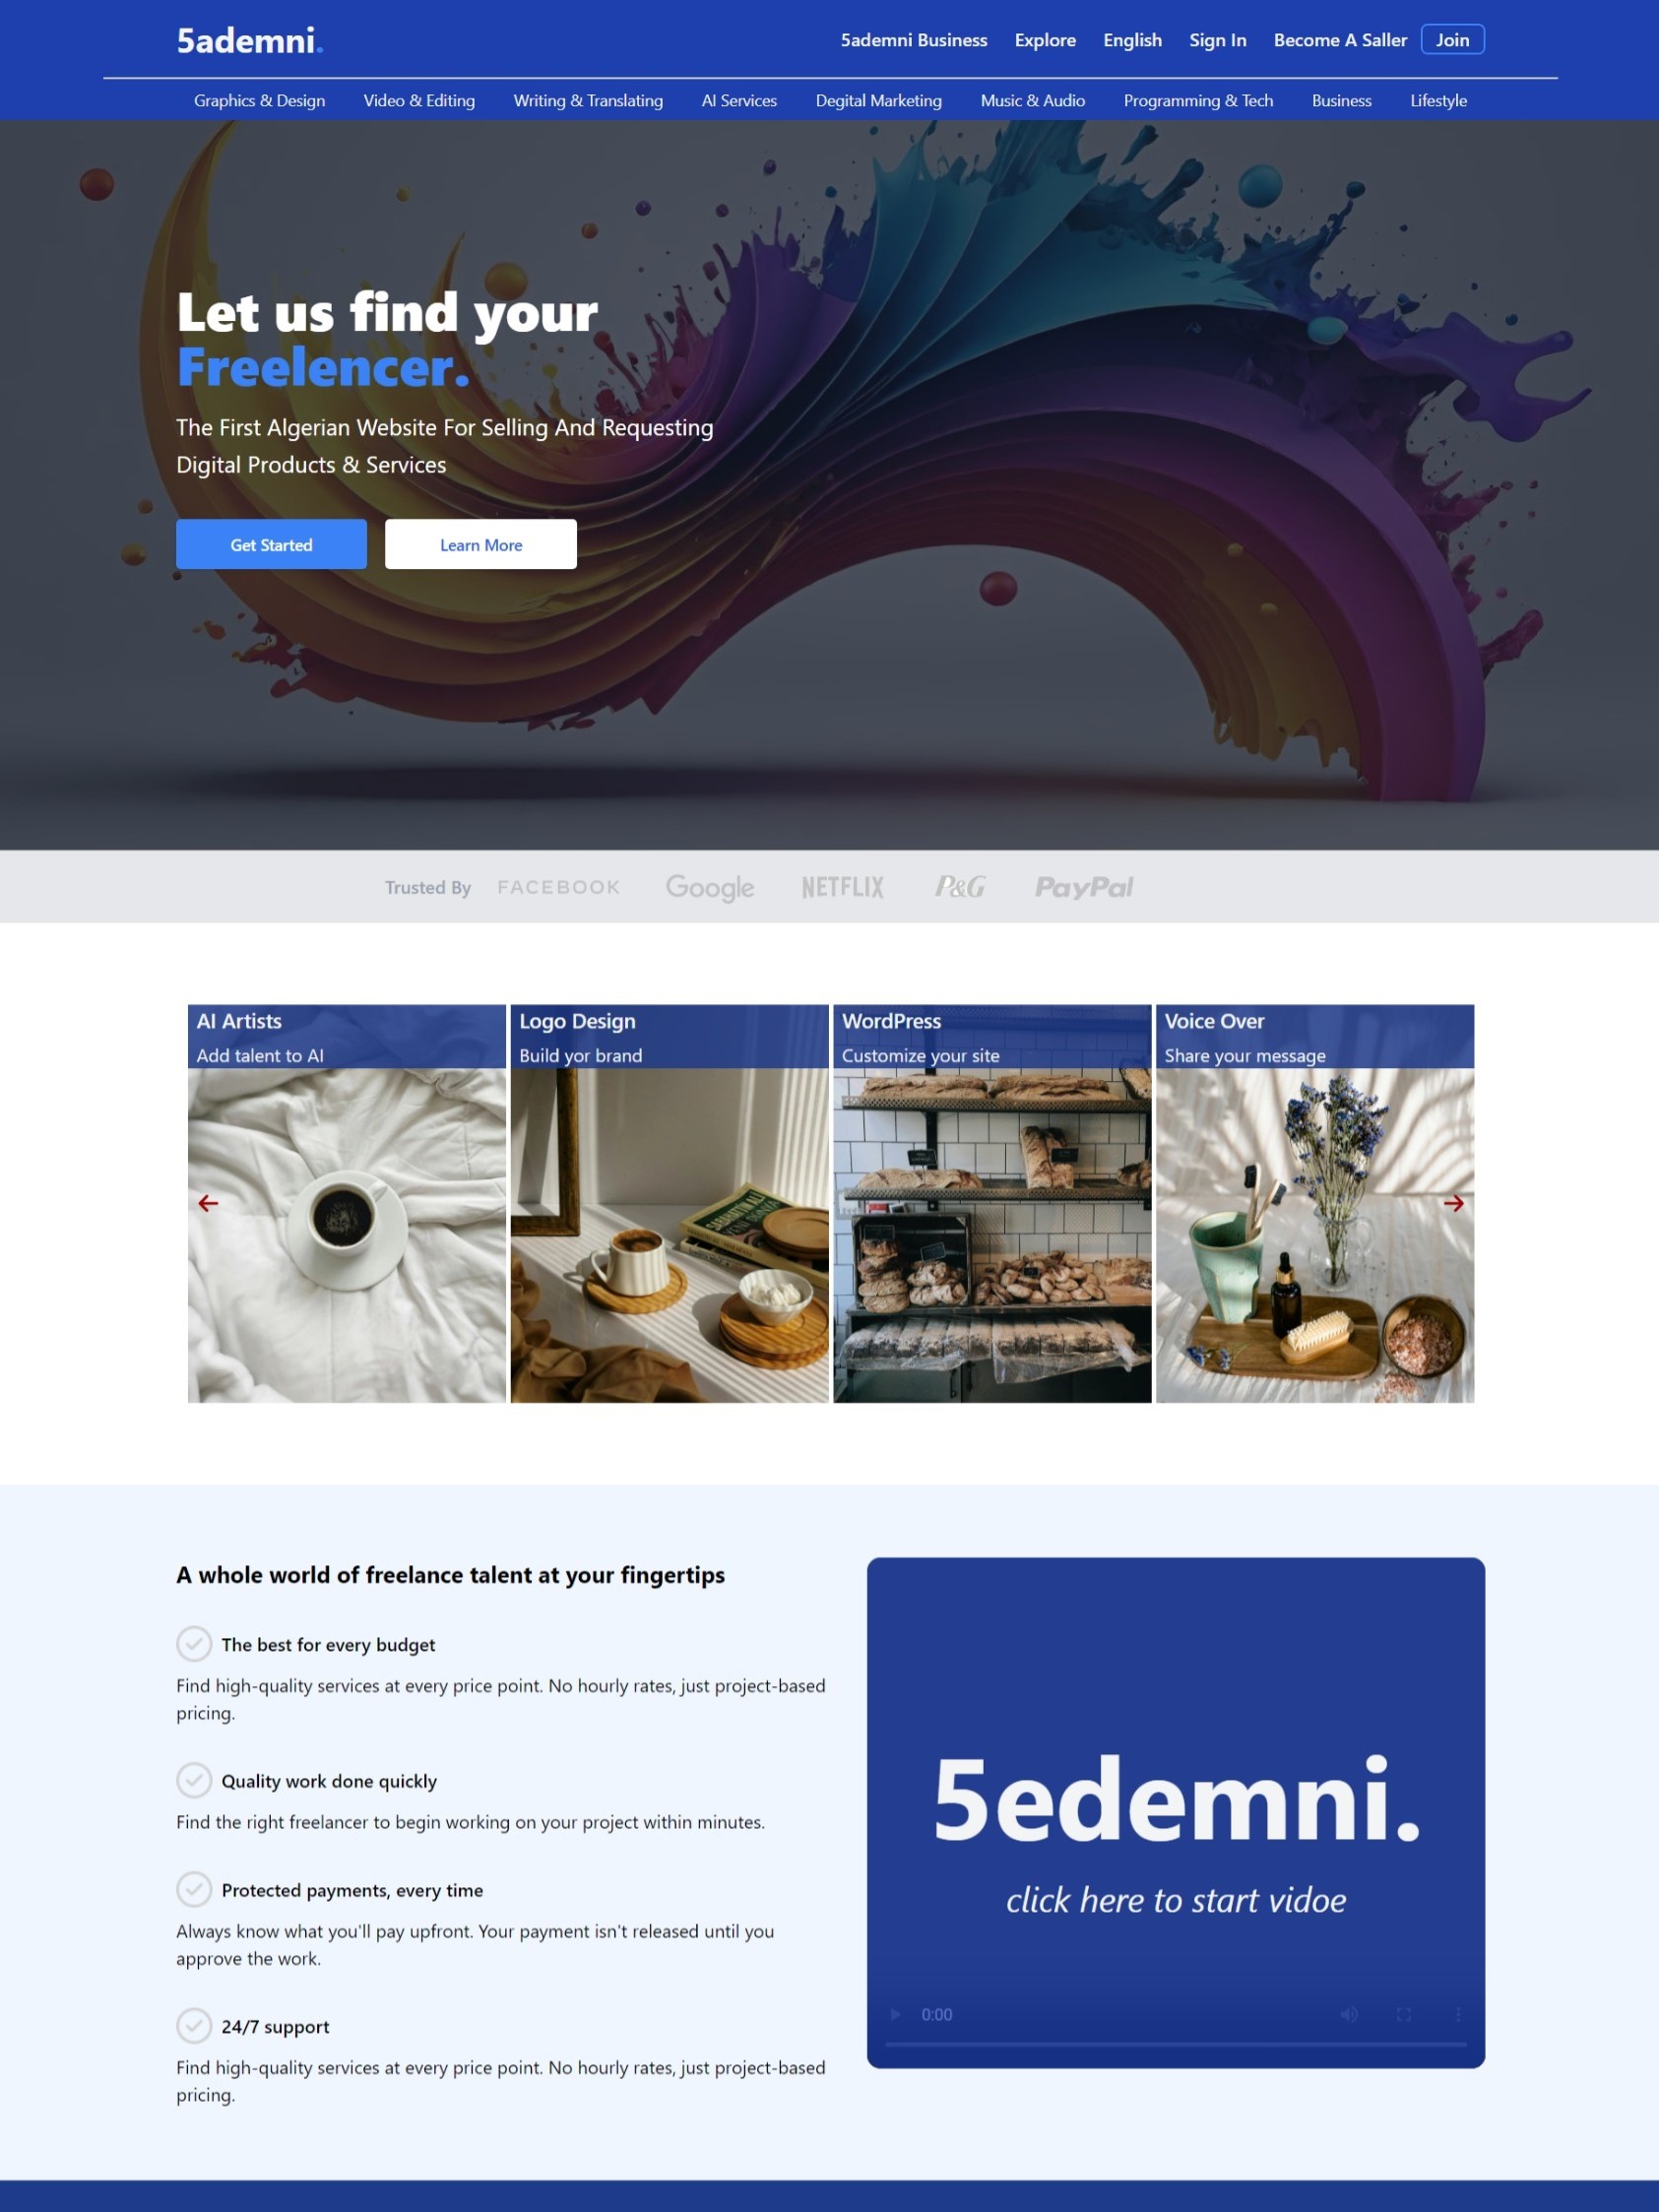 5ademni.
5ademni Business Explore English Sign In Become A Saller Join
Graphics & Design Video & Editing Writing & Translating AI Services Degital Marketing Music & Audio Programming & Tech Business Lifestyle
Let us find your
Freelencer.
The First Algerian Website For Selling And Requesting
Digital Products & Services
Get Started Learn More
Trusted By FACEBOOK Google NETFLIX P&G PayPal
AI Artists
Add talent to AI
Logo Design
Build yor brand
WordPress
Customize your site
Voice Over
Share your message
A whole world of freelance talent at your fingertips
The best for every budget
Find high-quality services at every price point. No hourly rates, just project-based
pricing.
Quality work done quickly
Find the right freelancer to begin working on your project within minutes.
Protected payments, every time
Always know what you'll pay upfront. Your payment isn't released until you
approve the work.
24/7 support
Find high-quality services at every price point. No hourly rates, just project-based
pricing.
5edemni.
click here to start vidoe
0:00